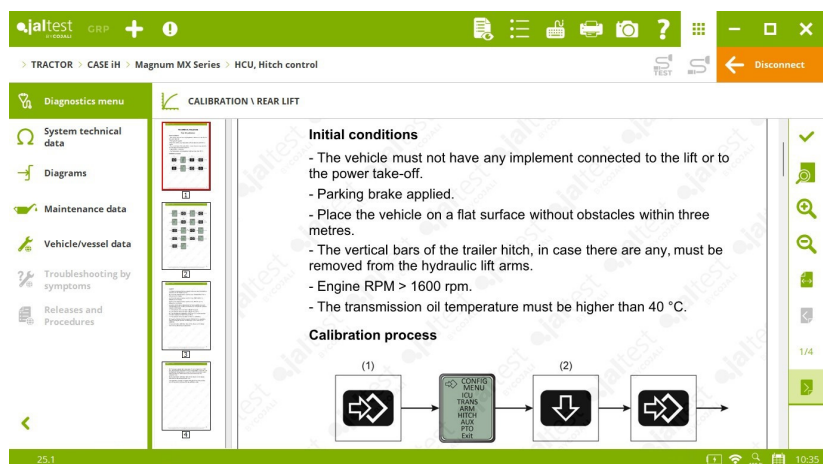 jaltest
BY COJALI
GRP
> TRACTOR > CASE iH > Magnum MX Series > HCU, Hitch control
TEST
Disconnect
Diagnostics menu
CALIBRATION \ REAR LIFT
System technical
data
Diagrams
Maintenance data
Vehicle/vessel data
Troubleshooting by
symptoms
Releases and
Procedures
1
2
3
4
Initial conditions
- The vehicle must not have any implement connected to the lift or to
the power take-off.
- Parking brake applied.
- Place the vehicle on a flat surface without obstacles within three
metres.
- The vertical bars of the trailer hitch, in case there are any, must be
removed from the hydraulic lift arms.
- Engine RPM > 1600 rpm.
- The transmission oil temperature must be higher than 40 °C.
Calibration process
(1)
(2)
CONFIG
MENU
ICU
TRANS
ARM
HITCH
AUX
PTO
Exit
1/4
25.1
10:35